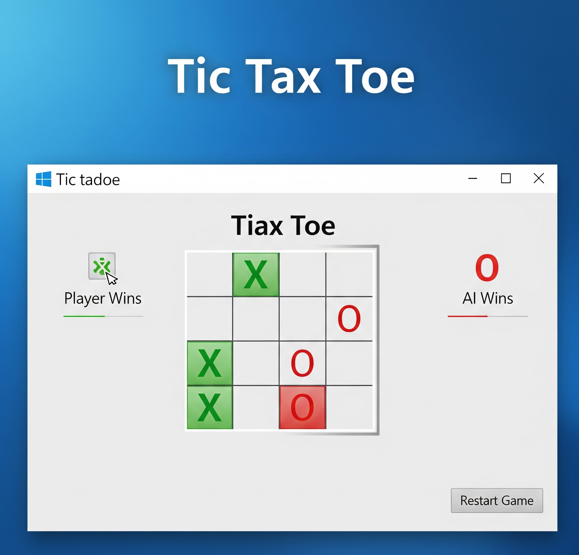 Tic Tax Toe
Tic tadoe
Tiax Toe
X
O
Player Wins
O
AI Wins
X
O
X
O
Restart Game